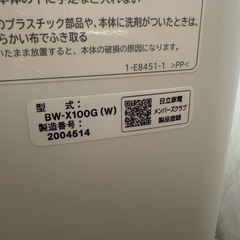 のプラスチック部品や、本体に洗剤がついたときは、
らかい布でふき取る
いたまま放置すると、本体の破損の原因になります。
1-E8451-1 >PP<
型　式：
BW-X100G (W)
製造番号：
2004514
日立家電
メンバーズクラブ
製品登録